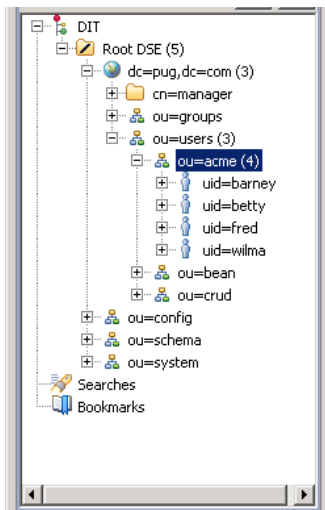 DIT
Root DSE (5)
dc=pug,dc=com (3)
cn=manager
ou=groups
ou=users (3)
ou=acme (4)
uid=barney
uid=betty
uid=fred
uid=wilma
ou=bean
ou=crud
ou=config
ou=schema
ou=system
Searches
Bookmarks